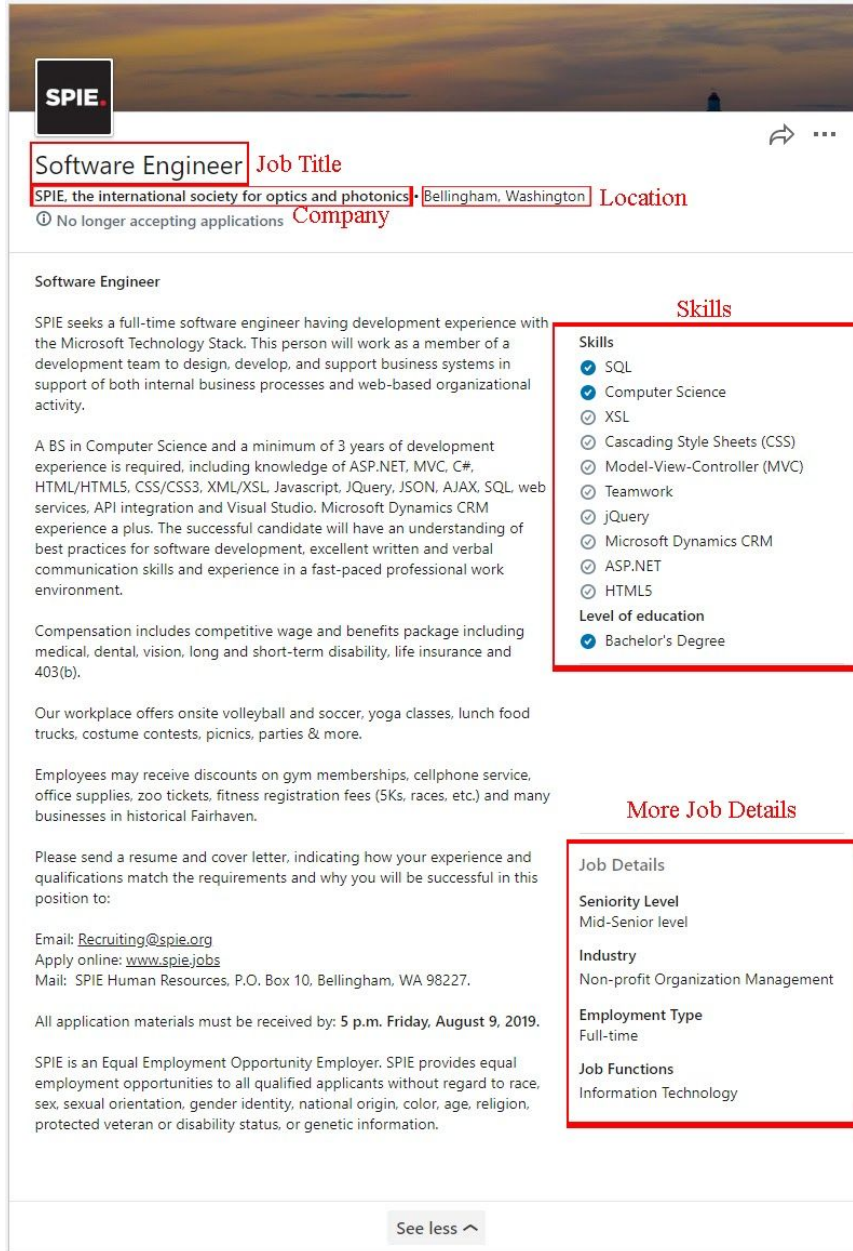 SPIE.
Software Engineer Job Title
SPIE, the international society for optics and photonics • Bellingham, Washington Location
No longer accepting applications Company
Software Engineer
SPIE seeks a full-time software engineer having development experience with
the Microsoft Technology Stack. This person will work as a member of a
development team to design, develop, and support business systems in
support of both internal business processes and web-based organizational
activity.
A BS in Computer Science and a minimum of 3 years of development
experience is required, including knowledge of ASP.NET, MVC, C#,
HTML/HTML5, CSS/CSS3, XML/XSL, Javascript, JQuery, JSON, AJAX, SQL, web
services, API integration and Visual Studio. Microsoft Dynamics CRM
experience a plus. The successful candidate will have an understanding of
best practices for software development, excellent written and verbal
communication skills and experience in a fast-paced professional work
environment.
Compensation includes competitive wage and benefits package including
medical, dental, vision, long and short-term disability, life insurance and
403(b).
Our workplace offers onsite volleyball and soccer, yoga classes, lunch food
trucks, costume contests, picnics, parties & more.
Employees may receive discounts on gym memberships, cellphone service,
office supplies, zoo tickets, fitness registration fees (5Ks, races, etc.) and many
businesses in historical Fairhaven.
Please send a resume and cover letter, indicating how your experience and
qualifications match the requirements and why you will be successful in this
position to:
Email: Recruiting@spie.org
Apply online: www.spie.jobs
Mail: SPIE Human Resources, P.O. Box 10, Bellingham, WA 98227.
All application materials must be received by: 5 p.m. Friday, August 9, 2019.
SPIE is an Equal Employment Opportunity Employer. SPIE provides equal
employment opportunities to all qualified applicants without regard to race,
sex, sexual orientation, gender identity, national origin, color, age, religion,
protected veteran or disability status, or genetic information.
Skills
Skills
SQL
Computer Science
XSL
Cascading Style Sheets (CSS)
Model-View-Controller (MVC)
Teamwork
jQuery
Microsoft Dynamics CRM
ASP.NET
HTML5
Level of education
Bachelor's Degree
More Job Details
Job Details
Seniority Level
Mid-Senior level
Industry
Non-profit Organization Management
Employment Type
Full-time
Job Functions
Information Technology
See less